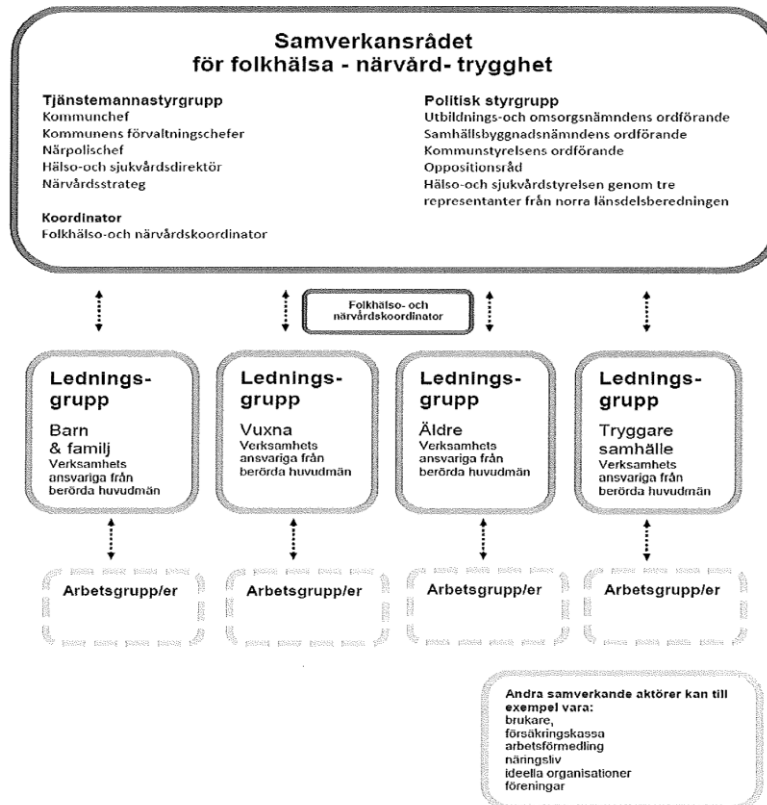 Samverkansrådet
för folkhälsa - närvård- trygghet
Tjänstemannastyrgrupp
Kommunchef
Kommunens förvaltningschefer
Närpolischef
Hälso-och sjukvårdsdirektör
Närvårdsstrateg
Koordinator
Folkhälso-och närvårdskoordinator
Politisk styrgrupp
Utbildnings-och omsorgsnämndens ordförande
Samhällsbyggnadsnämndens ordförande
Kommunstyrelsens ordförande
Oppositionsråd
Hälso-och sjukvårdstyrelsen genom tre
representanter från norra länsdelsberedningen
Folkhälso- och
närvårdskoordinator
Lednings-
grupp
Barn
& familj
Verksamhets
ansvariga från
berörda huvudmän
Lednings-
grupp
Vuxna
Verksamhets
ansvariga från
berörda huvudmän
Lednings-
grupp
Äldre
Verksamhets
ansvariga från
berörda huvudmän
Lednings-
grupp
Tryggare
samhälle
Verksamhets
ansvariga från
berörda huvudmän
Arbetsgrupp/er
Arbetsgrupp/er
Arbetsgrupp/er
Arbetsgrupp/er
Andra samverkande aktörer kan till
exempel vara:
brukare,
försäkringskassa
arbetsförmedling
näringsliv
ideella organisationer
föreningar